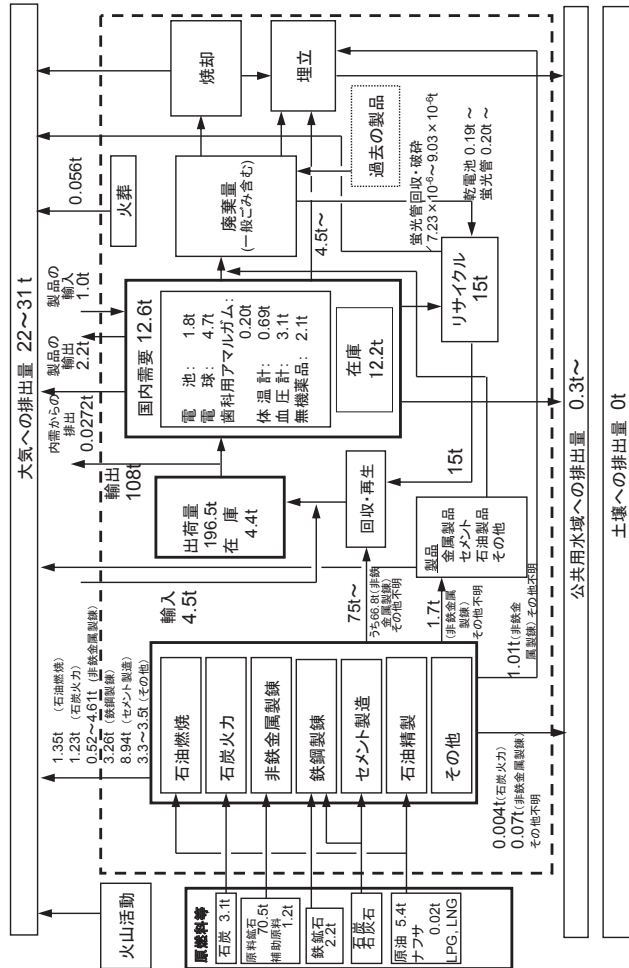 大気への排出量 22～31ｔ
火山活動
1.35t (石油燃焼)
1.23t (石炭火力)
0.52～4.61t (非鉄金属製錬)
3.26t (鉄鋼製錬)
8.94t (セメント製造)
3.3～3.5t (その他)
輸出
108t
内需からの
排出
0.0272t
製品の
輸出
2.2t
製品の
輸入
1.0t
火葬
0.056t
原燃料等
石炭 3.1t
原料鉱石
70.5t
補助原料
1.2t
鉄鉱石
2.2t
石炭
石灰石
原油 5.4t
ナフサ
0.02t
LPG, LNG
石油燃焼
石炭火力
非鉄金属製錬
鉄鋼製錬
セメント製造
石油精製
その他
輸入
4.5t
75t～
うち66.8t(非鉄
金属製錬)
その他不明
1.7t
(非鉄金属
製錬)
その他不明
1.01t(非鉄金
属製錬)その他不明
0.004t(石炭火力)
0.07t(非鉄金属製錬)
その他不明
出荷量
196.5t
在　庫
4.4t
回収・再生
製品
金属製品
セメント
石油製品
その他
15t
国内需要 12.6t
電　池: 1.8t
電　球: 4.7t
歯科用アマルガム:
0.20t
体 温 計: 0.69t
血 圧 計: 3.1t
無機薬品: 2.1t
在庫
12.2t
リサイクル
15t
廃棄量
(一般ごみ含む)
4.5t～
過去の製品
蛍光管回収・破砕
7.23×10⁻⁶～9.03×10⁻⁶t
乾電池 0.19t ～
蛍光管 0.20t ～
焼却
埋立
公共用水域への排出量　0.3t～
土壌への排出量 0t